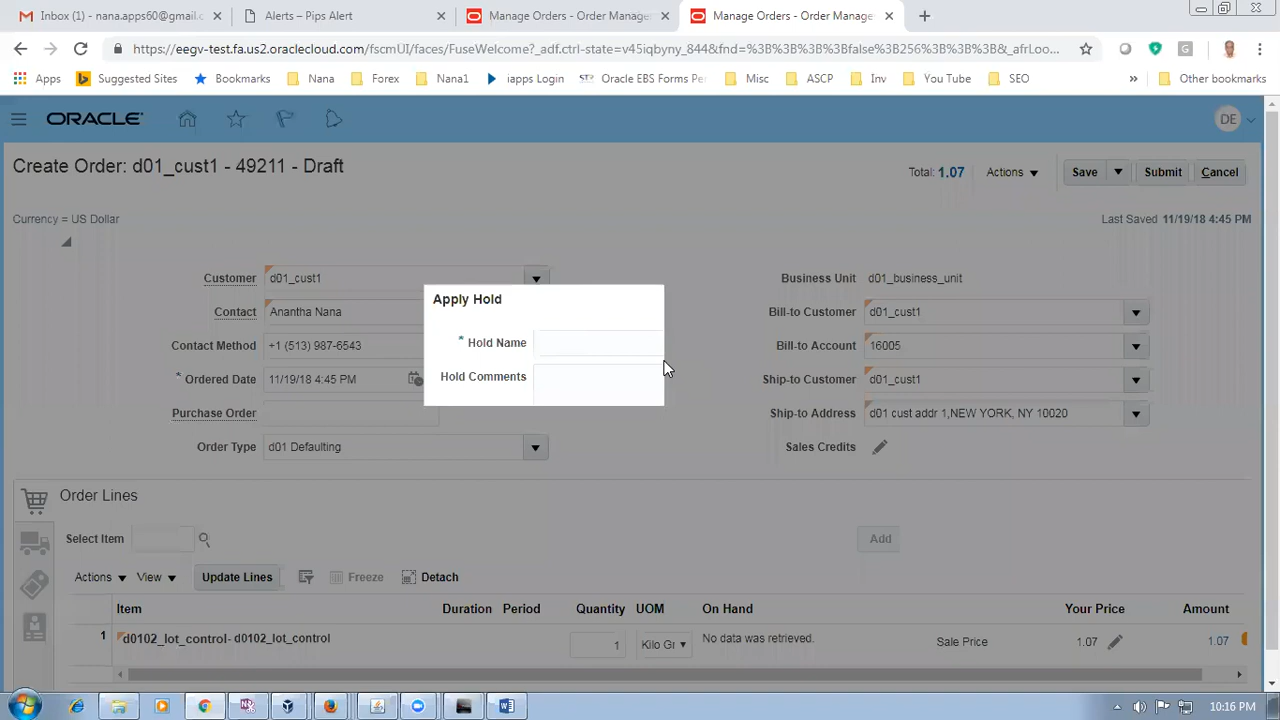 Inbox (1) - nana.apps60@gmail.c
Alerts – Pips Alert
Manage Orders - Order Manage
Manage Orders - Order Manage
https://eegv-test.fa.us2.oraclecloud.com/fscmUI/faces/FuseWelcome?_adf.ctrl-state=v45iqbyny_844&fnd=%3B%3B%3B%3Bfalse%3B256%3B%3B%3B&_afrLoo...
Apps
Suggested Sites
Bookmarks
Nana
Forex
Nana1
iapps Login
Oracle EBS Forms Pe
Misc
ASCP
Inv
You Tube
SEO
Other bookmarks
ORACLE
DE
Create Order: d01_cust1 - 49211 - Draft
Total: 1.07
Actions
Save
Submit
Cancel
Currency = US Dollar
Last Saved 11/19/18 4:45 PM
Customer d01_cust1
Business Unit d01_business_unit
Apply Hold
Contact Anantha Nana
Bill-to Customer d01_cust1
* Hold Name
Contact Method +1 (513) 987-6543
Bill-to Account 16005
Hold Comments
* Ordered Date 11/19/18 4:45 PM
Ship-to Customer d01_cust1
Purchase Order
Ship-to Address d01 cust addr 1,NEW YORK, NY 10020
Order Type d01 Defaulting
Sales Credits
Order Lines
Select Item
Add
Actions View Update Lines Freeze Detach
Item Duration Period Quantity UOM On Hand Your Price Amount
1 d0102_lot_control- d0102_lot_control 1 Kilo Gr No data was retrieved. Sale Price 1.07 1.07
10:16 PM